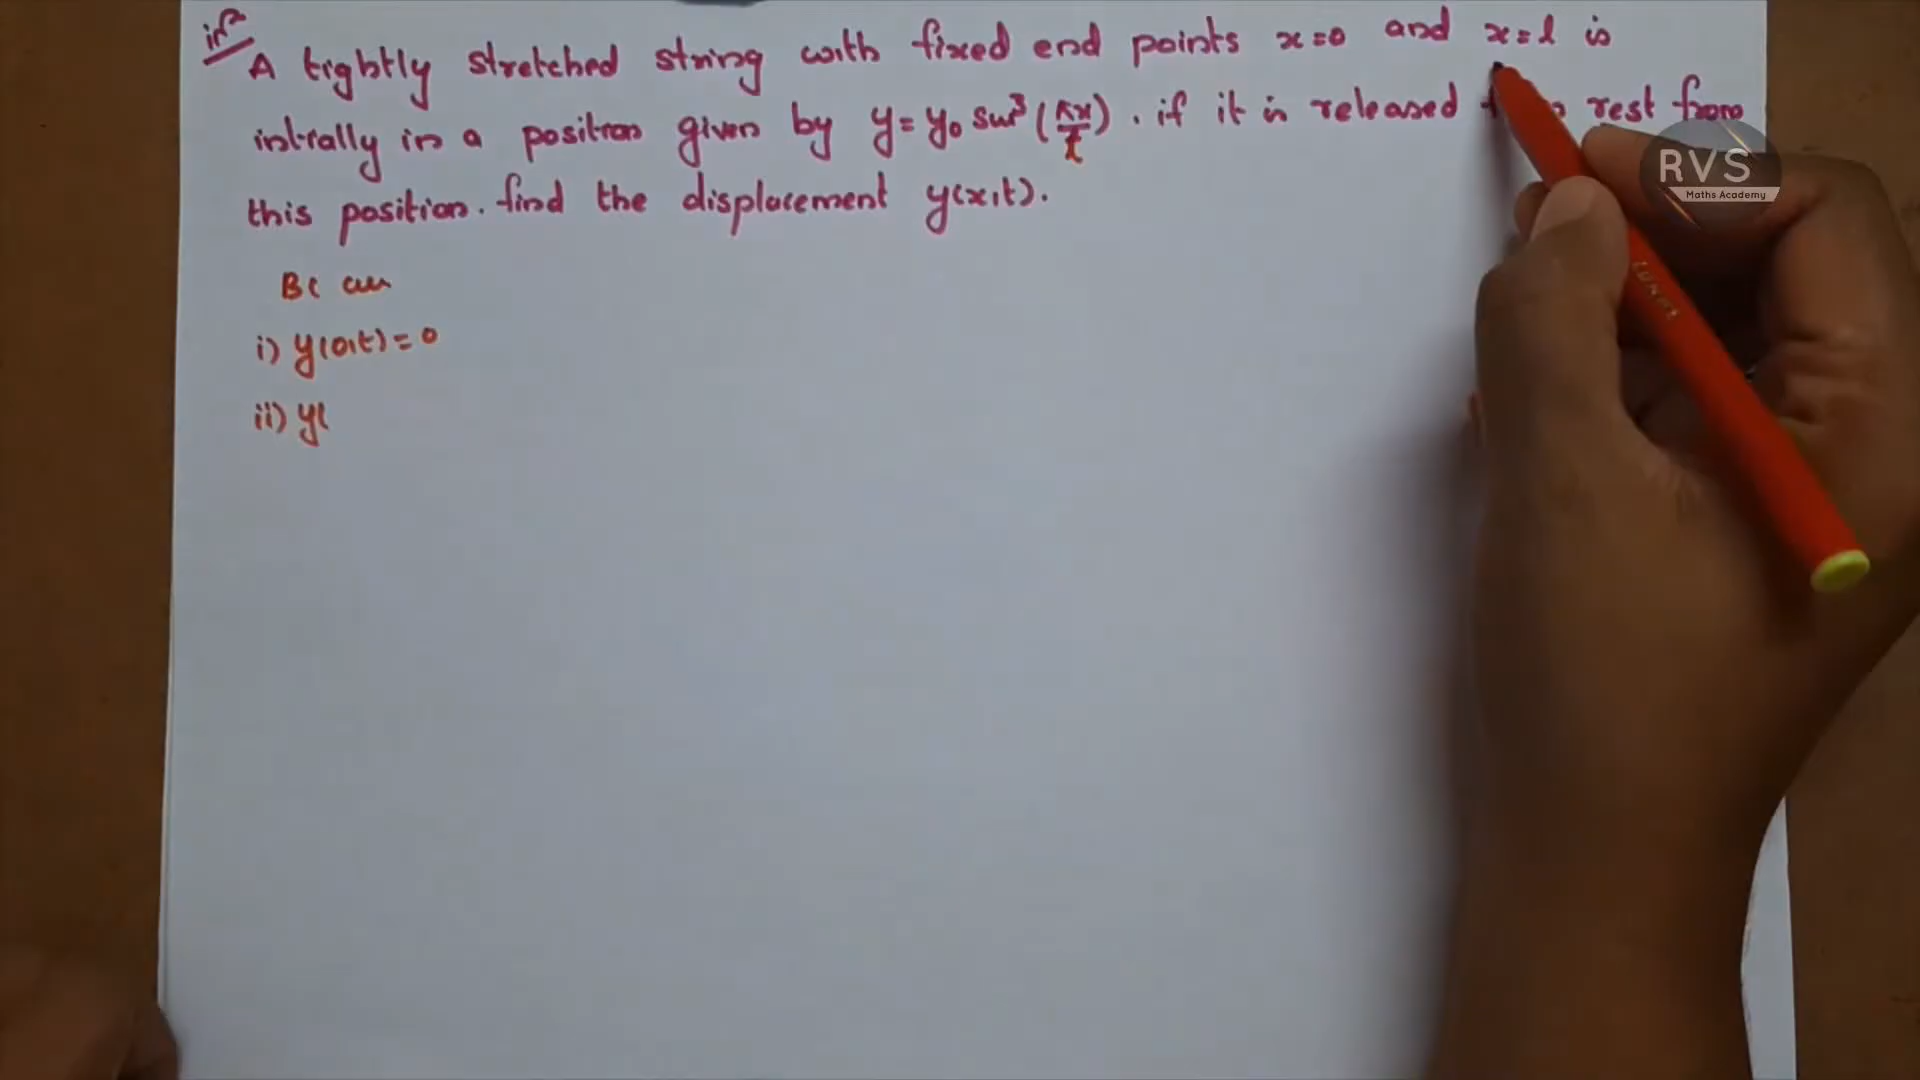 A tightly stretched string with fixed end points x=0 and x=l is
initially in a position given by y=y₀ sin³(πx/l). if it is released rest from
this position. find the displacement y(x,t).
BC are
i) y(0,t)=0
ii) y(
RVS
Maths Academy
LUXOR